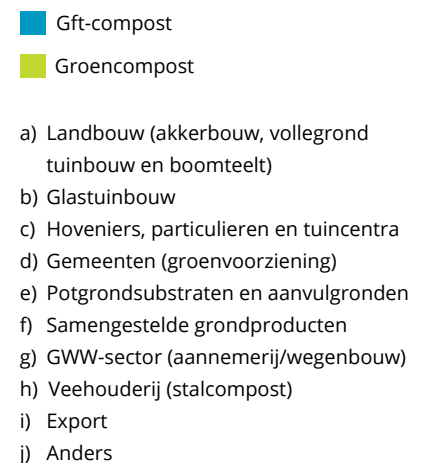 Gft-compost
Groencompost
a) Landbouw (akkerbouw, vollegrond
tuinbouw en boomteelt)
b) Glastuinbouw
c) Hoveniers, particulieren en tuincentra
d) Gemeenten (groenvoorziening)
e) Potgrondsubstraten en aanvulgronden
f) Samengestelde grondproducten
g) GWW-sector (aannemerij/wegenbouw)
h) Veehouderij (stalcompost)
i) Export
j) Anders